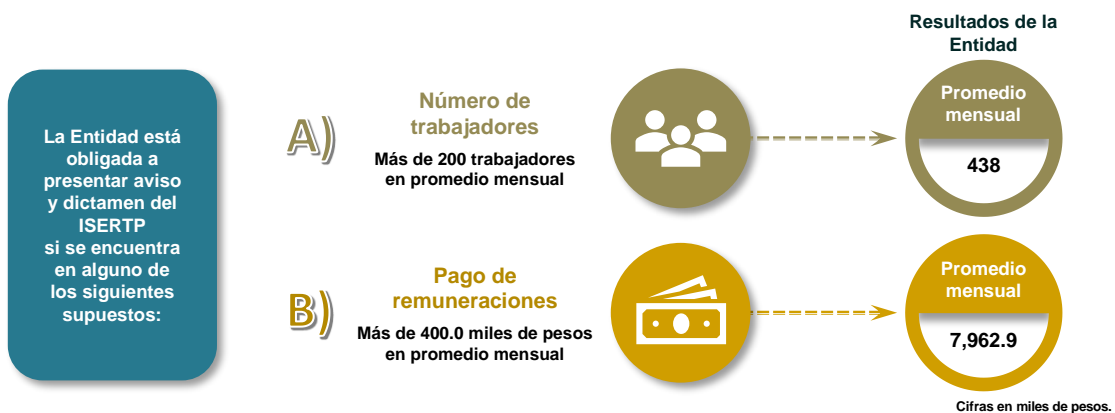 La Entidad está
obligada a
presentar aviso
y dictamen del
ISERTP
si se encuentra
en alguno de
los siguientes
supuestos:
A)
Número de
trabajadores
Más de 200 trabajadores
en promedio mensual
B)
Pago de
remuneraciones
Más de 400.0 miles de pesos
en promedio mensual
Resultados de la
Entidad
Promedio
mensual
438
Promedio
mensual
7,962.9
Cifras en miles de pesos.